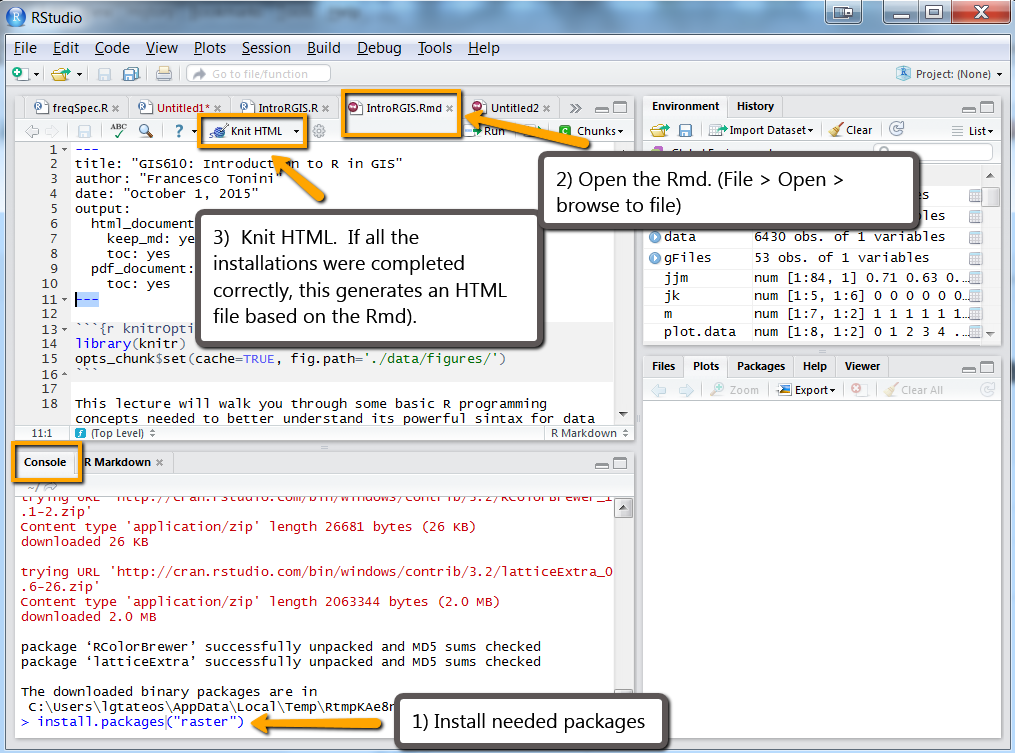 RStudio
File Edit Code View Plots Session Build Debug Tools Help
Go to file/function
Project: (None)
freqSpec.R
Untitled1*
IntroRGIS.R
IntroRGIS.Rmd
Untitled2
ABC
?
Knit HTML
Run
Chunks
1 ---
2 title: "GIS610: Introduction to R in GIS"
3 author: "Francesco Tonini"
4 date: "October 1, 2015"
5 output:
6 html_document
7 keep_md: ye
8 toc: yes
9 pdf_document:
10 toc: yes
11 ---
12
13 ```{r knitrOpti
14 library(knitr)
15 opts_chunk$set(cache=TRUE, fig.path='./data/figures/')
16 ```
17
18 This lecture will walk you through some basic R programming
concepts needed to better understand its powerful sintax for data
11:1
(Top Level)
R Markdown
3) Knit HTML. If all the
installations were completed
correctly, this generates an HTML
file based on the Rmd).
2) Open the Rmd. (File > Open >
browse to file)
Environment History
Import Dataset
Clear
List
data 6430 obs. of 1 variables
gFiles 53 obs. of 1 variables
jjm num [1:84, 1] 0.71 0.63 0...
jk num [1:5, 1:6] 0 0 0 0 0...
m num [1:7, 1:2] 1 1 1 1 1...
plot.data num [1:8, 1:2] 0 1 2 3 4 ...
Files Plots Packages Help Viewer
Zoom
Export
Clear All
Console
R Markdown
~/
trying URL 'http://cran.rstudio.com/bin/windows/contrib/3.2/RColorBrewer_1
.1-2.zip'
Content type 'application/zip' length 26681 bytes (26 KB)
downloaded 26 KB
trying URL 'http://cran.rstudio.com/bin/windows/contrib/3.2/latticeExtra_0
.6-26.zip'
Content type 'application/zip' length 2063344 bytes (2.0 MB)
downloaded 2.0 MB
package ‘RColorBrewer’ successfully unpacked and MD5 sums checked
package ‘latticeExtra’ successfully unpacked and MD5 sums checked
The downloaded binary packages are in
C:\Users\lgtateos\AppData\Local\Temp\RtmpKAe8r
> install.packages("raster")
1) Install needed packages